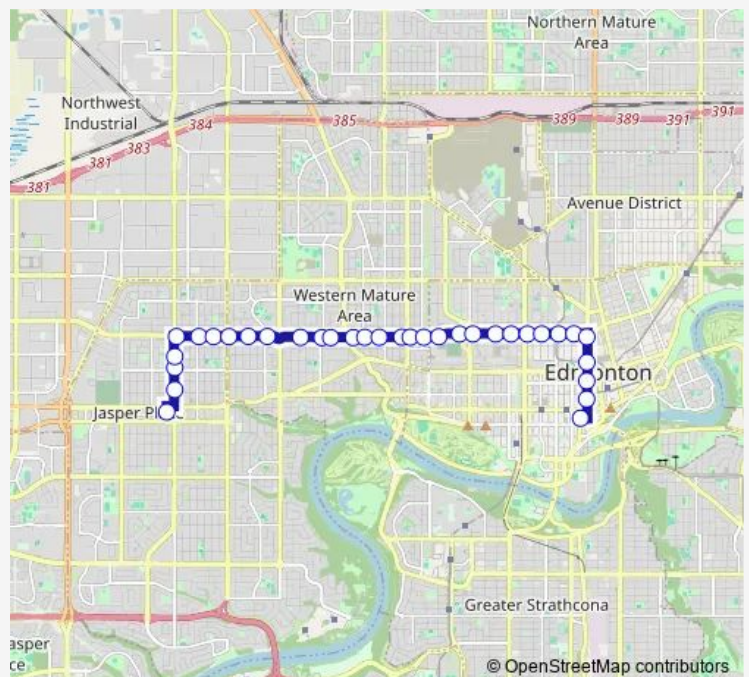 Northern Mature
Area
Northwest
Industrial
384
385
389
389
391
391
383
381
381
Avenue District
Western Mature
Area
Edmonton
Jasper Pl
Greater Strathcona
asper
ce
© OpenStreetMap contributors